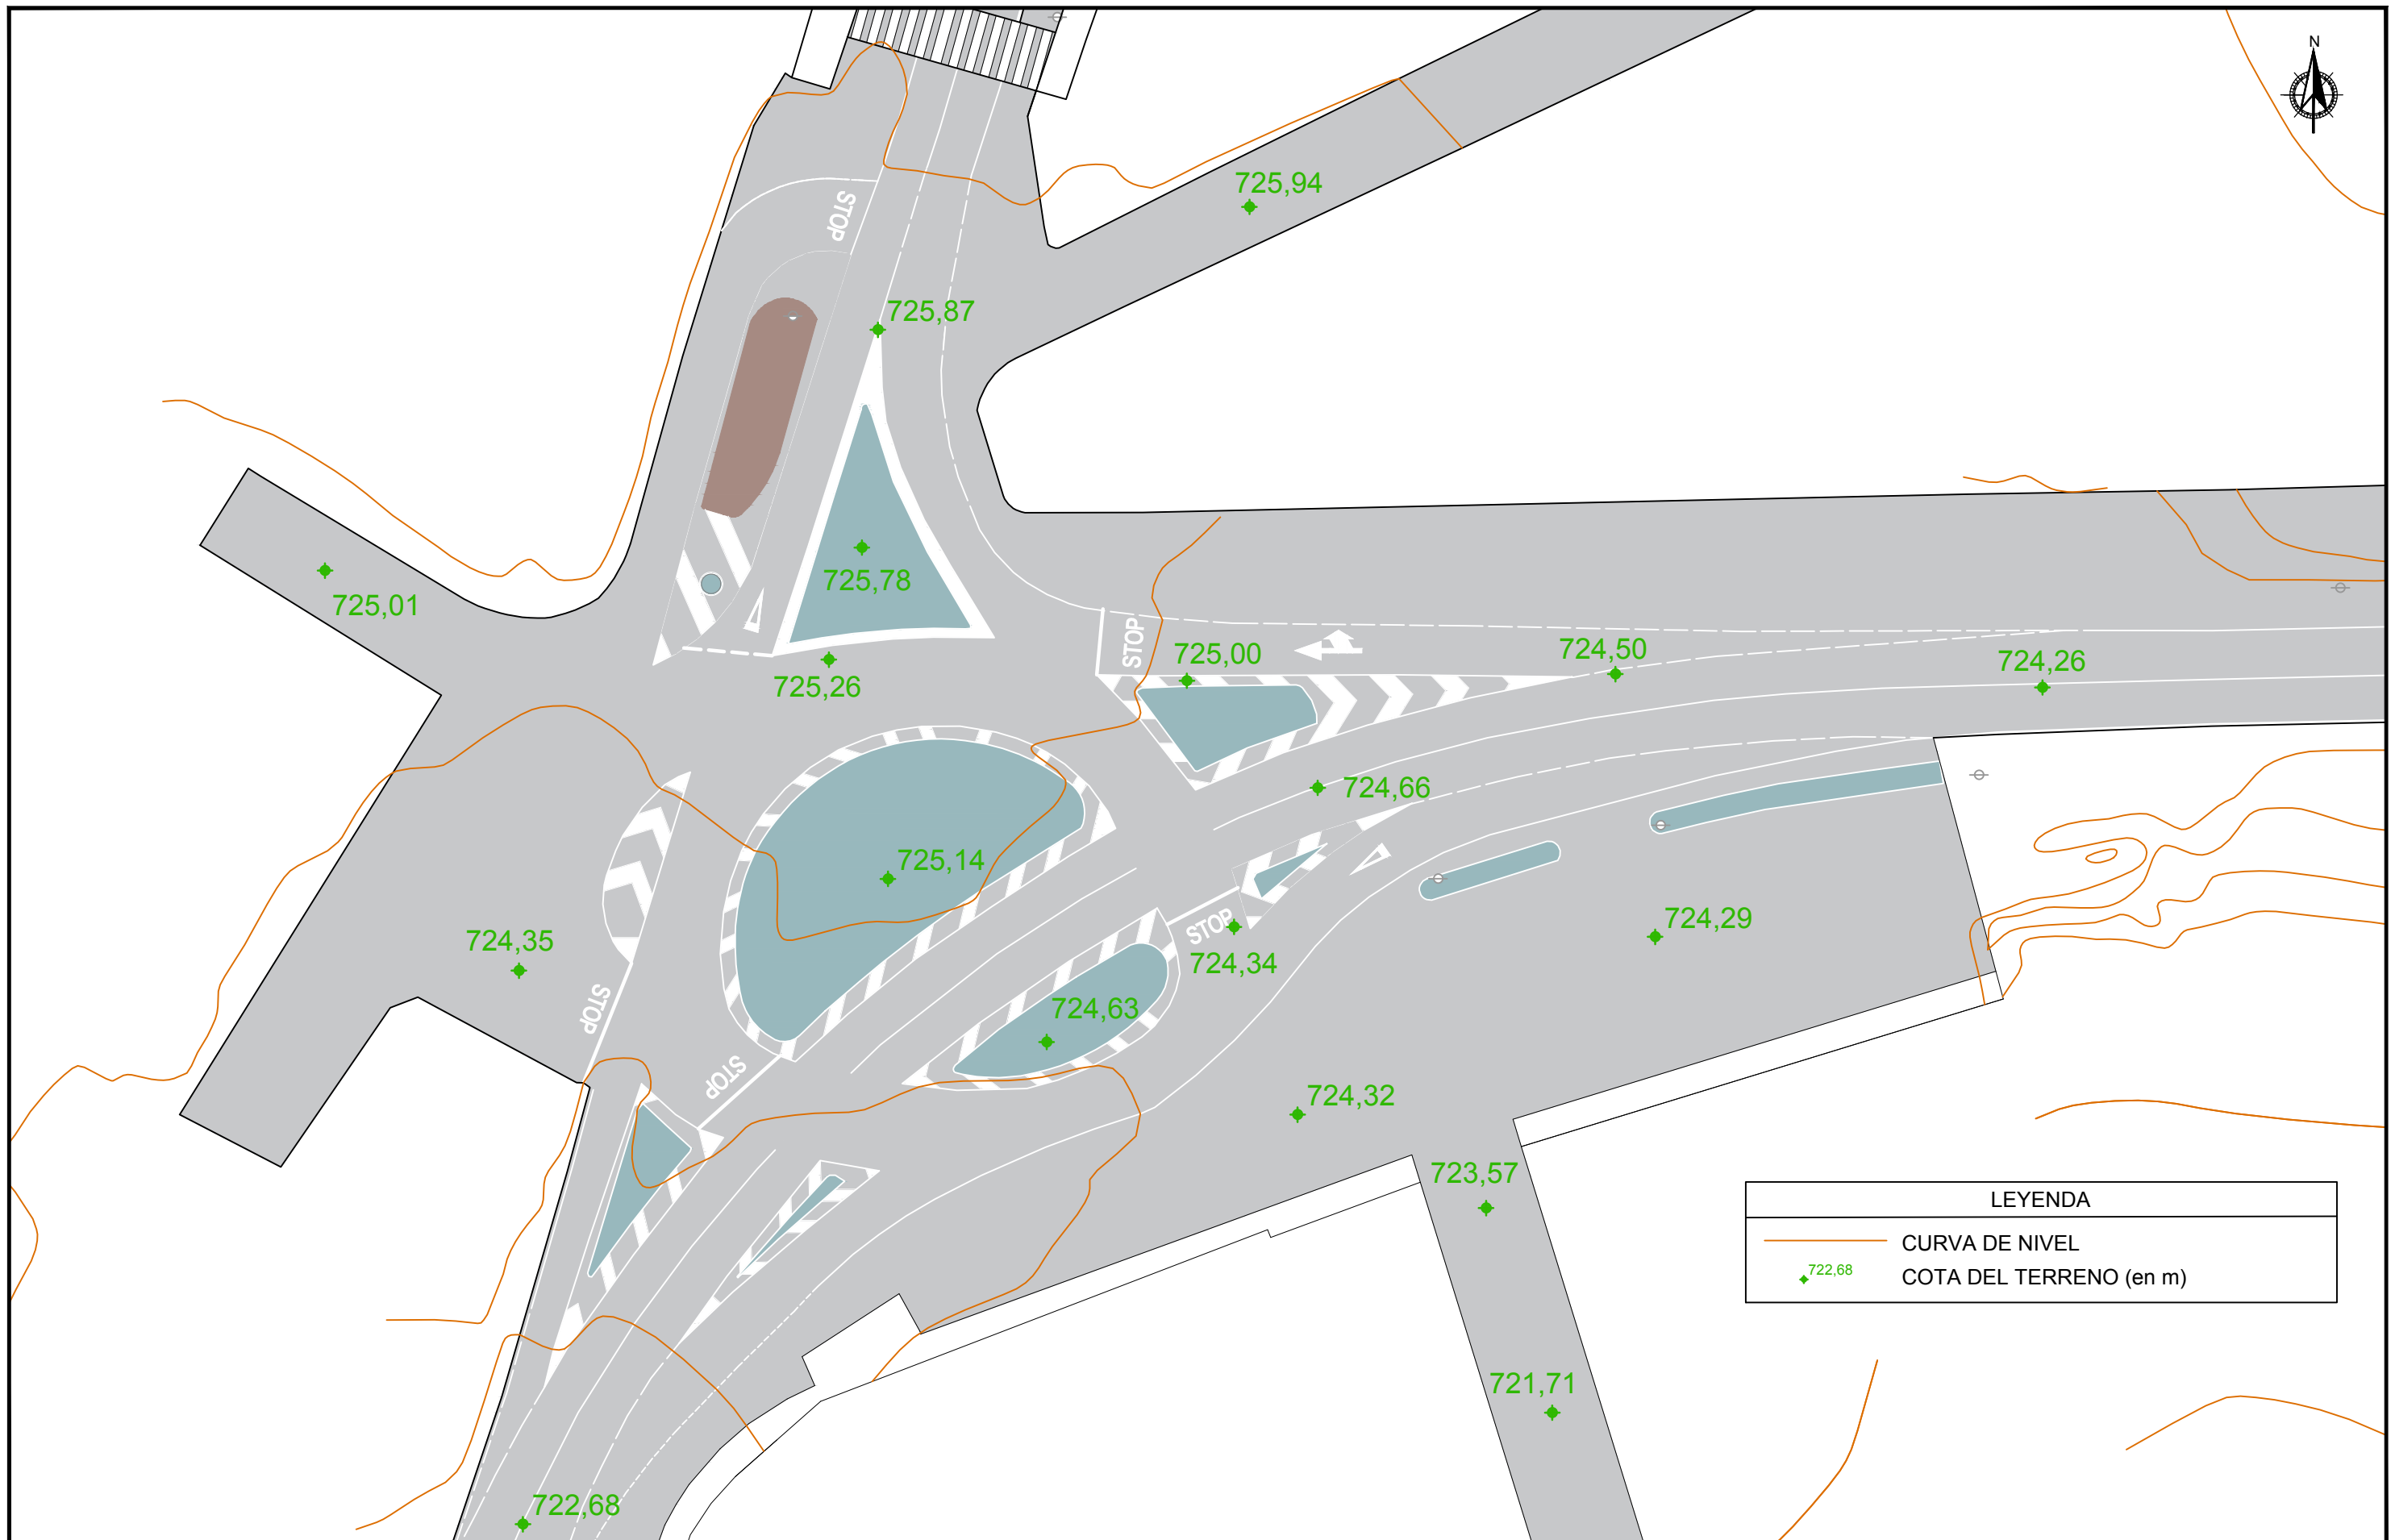 N
725,94
STOP
725,87
725,78
725,01
STOP
725,00
724,50
724,26
725,26
724,66
725,14
724,29
STOP
724,35
724,34
STOP
724,63
STOP
724,32
723,57
LEYENDA
CURVA DE NIVEL
722,68
COTA DEL TERRENO (en m)
721,71
722,68